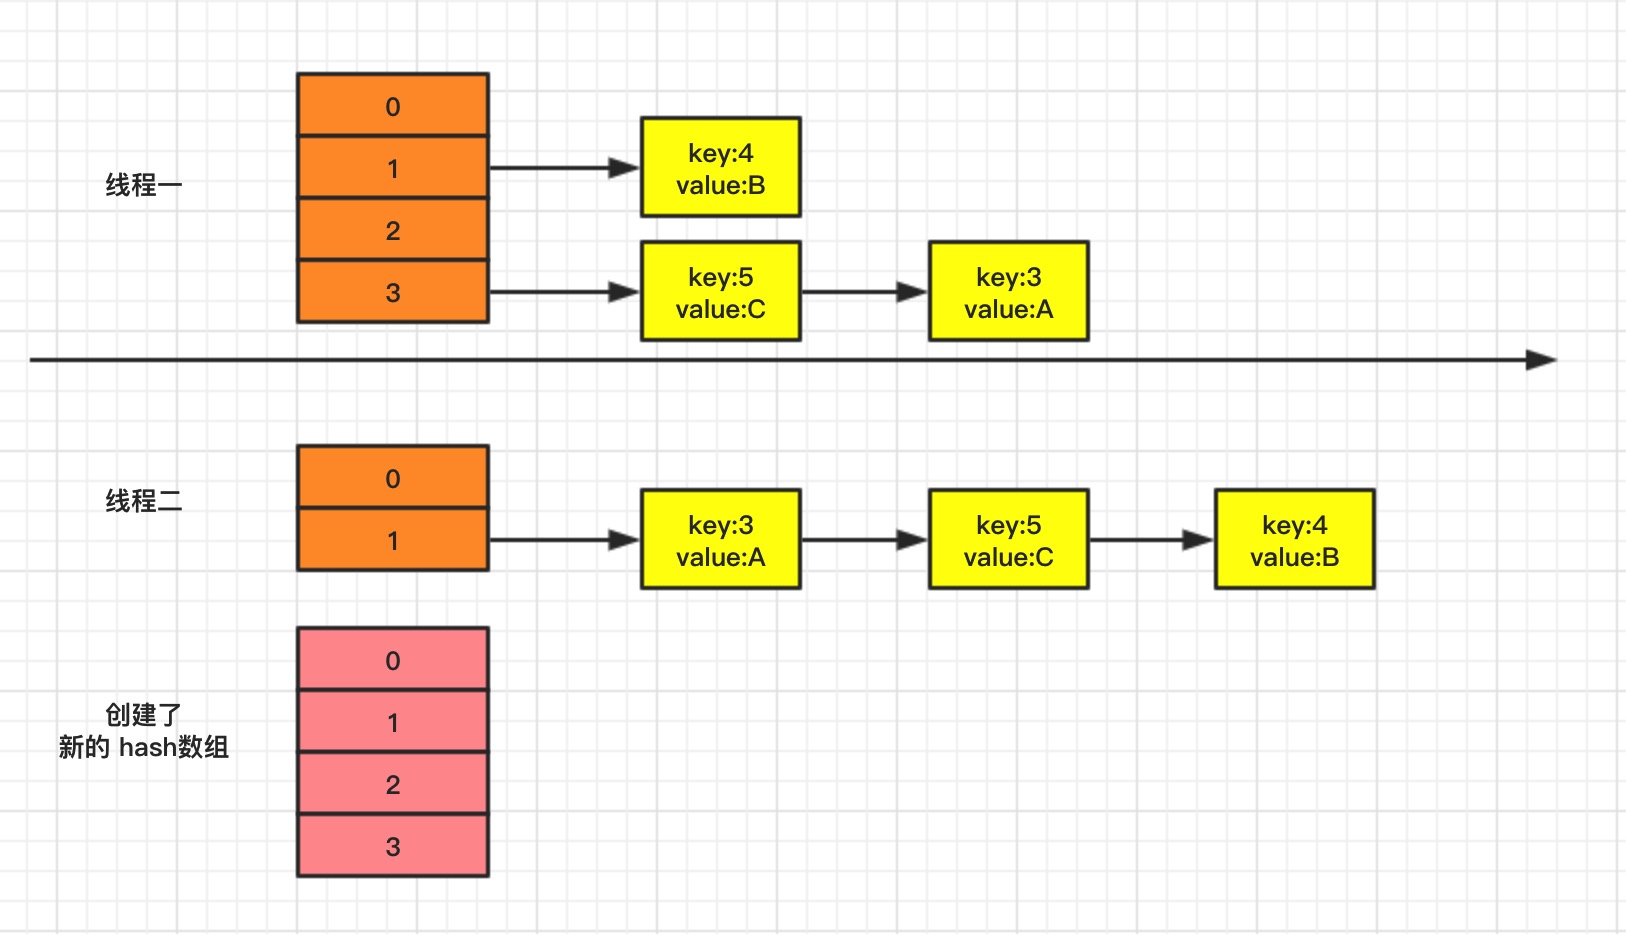 线程一
0
1
2
3
key:4
value:B
key:5
value:C
key:3
value:A
线程二
0
1
key:3
value:A
key:5
value:C
key:4
value:B
创建了
新的 hash数组
0
1
2
3